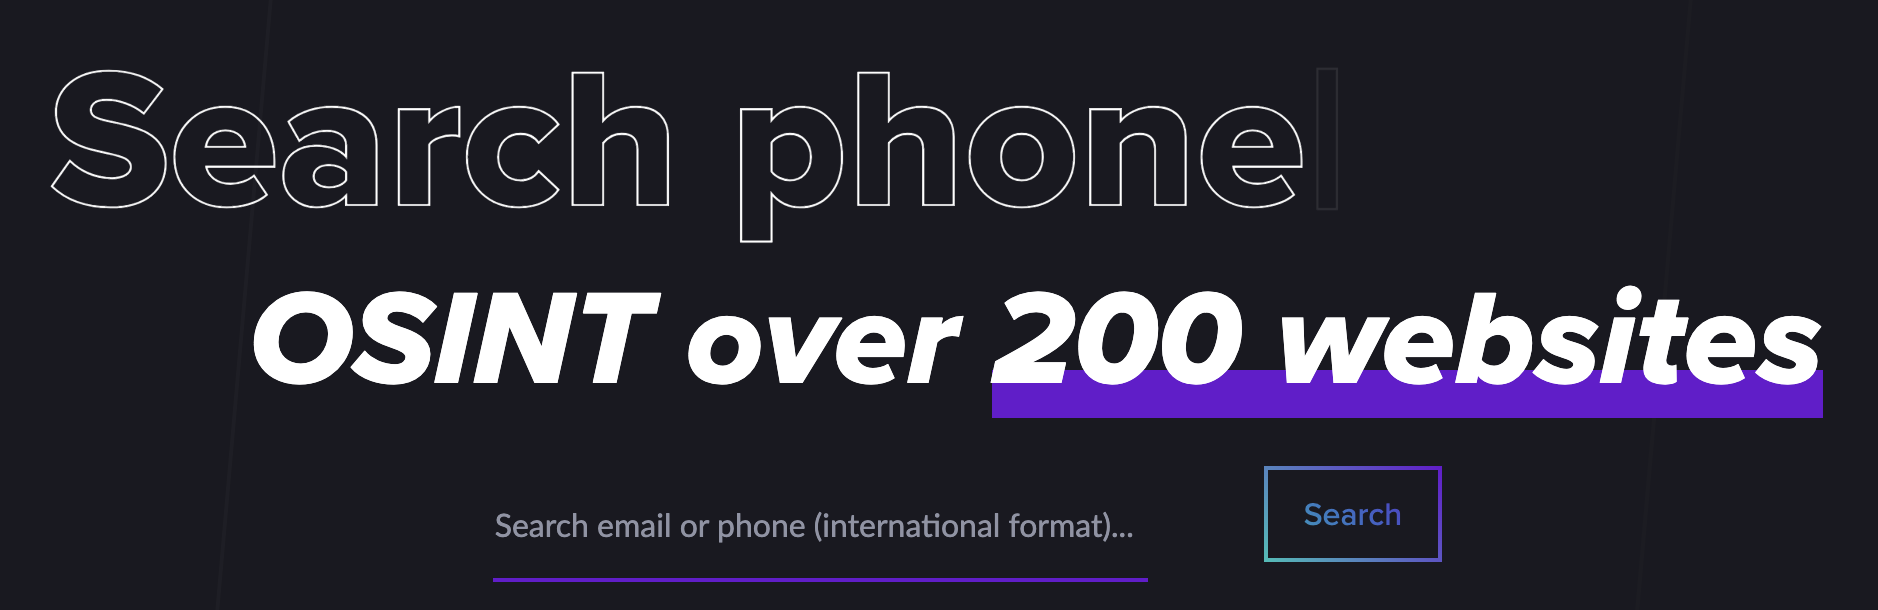 Search phone
OSINT over 200 websites
Search email or phone (international format)...
Search